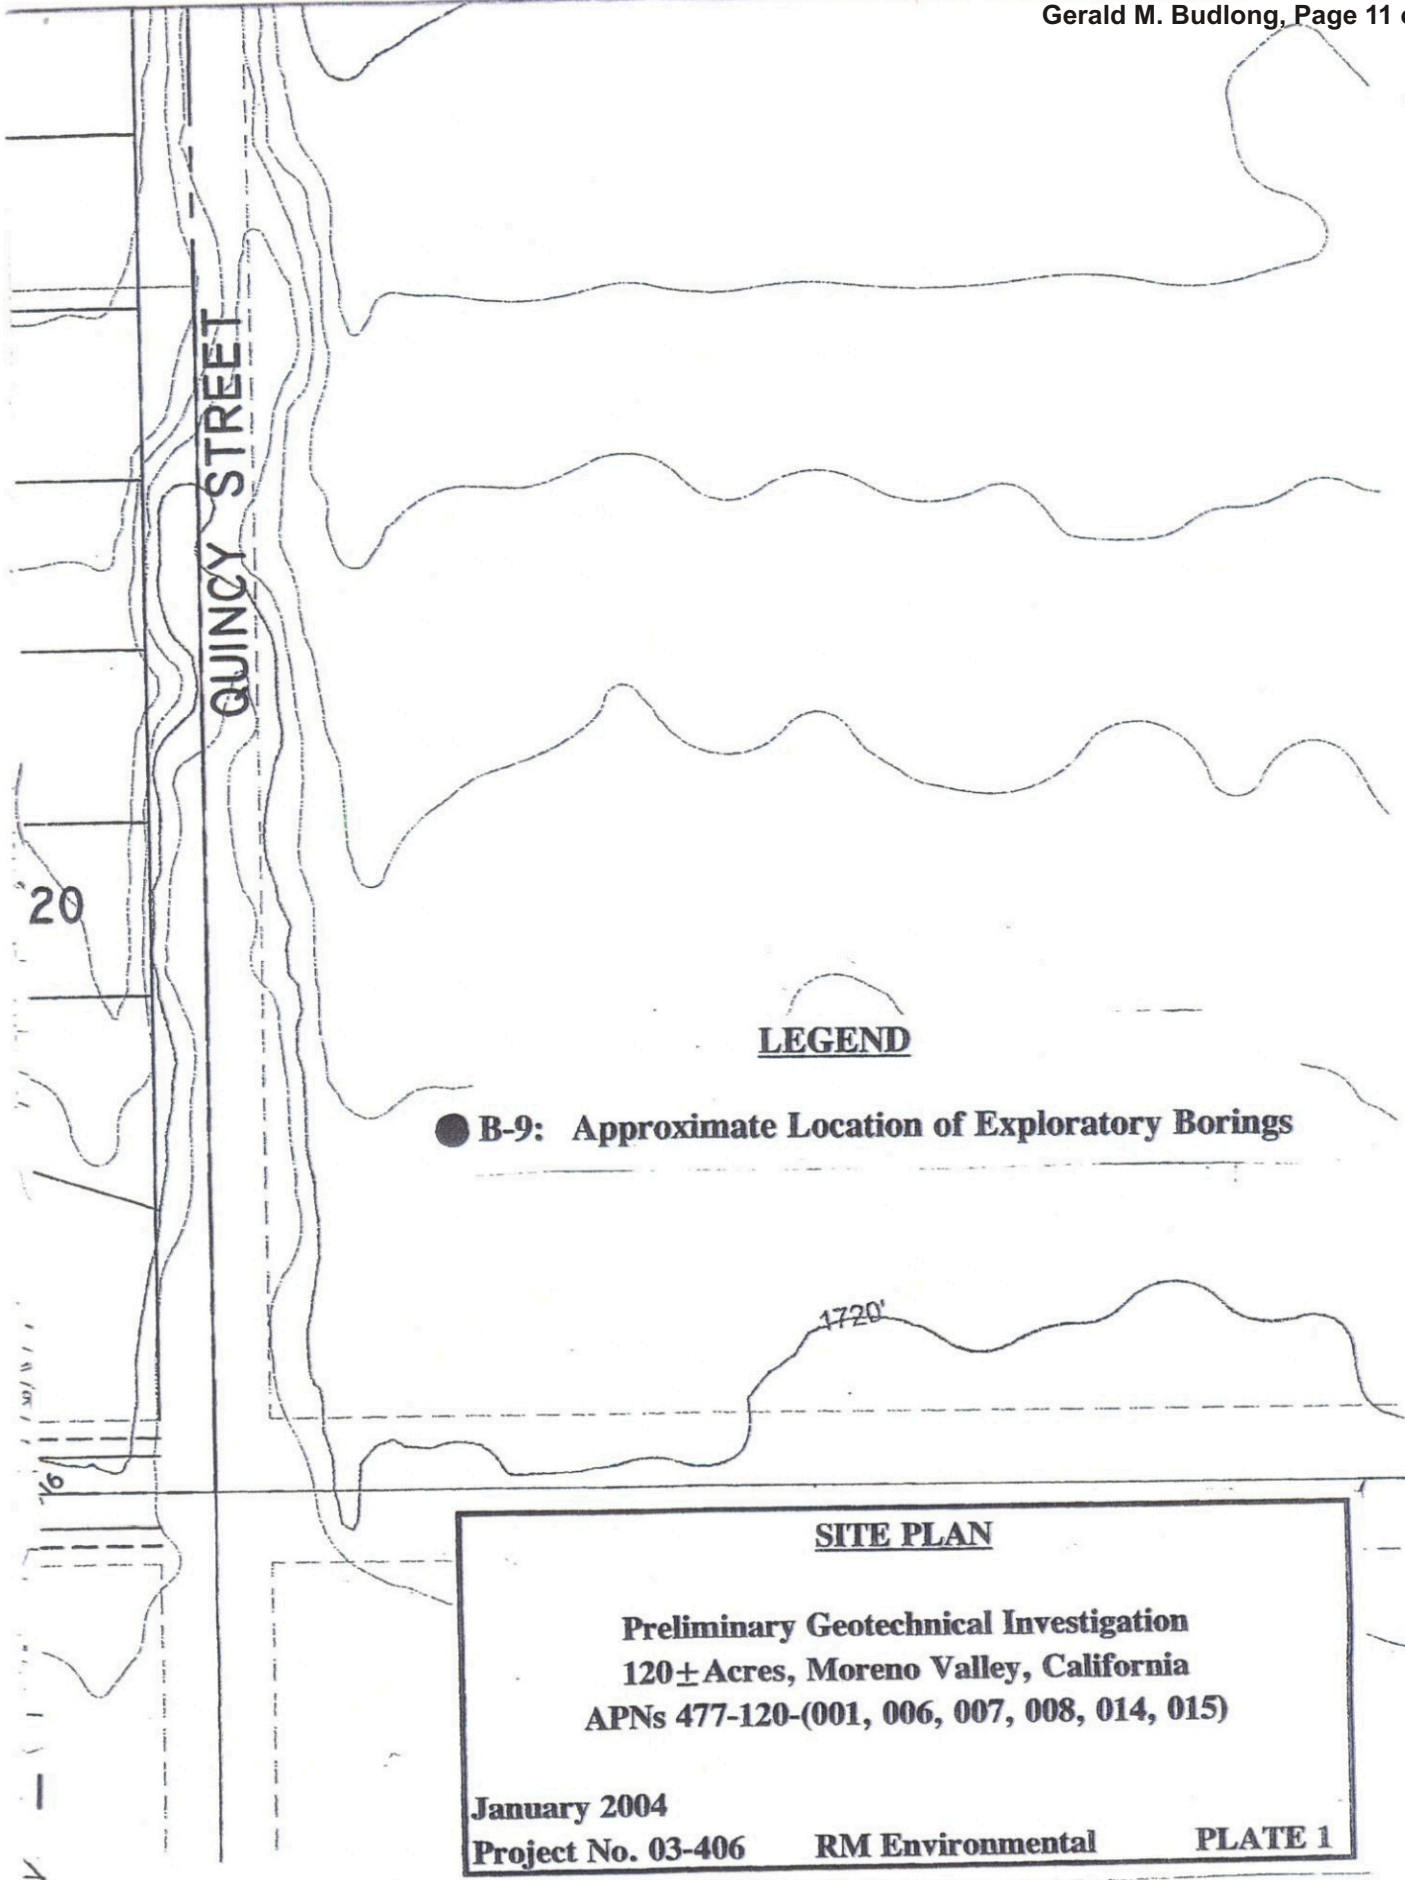 Gerald M. Budlong, Page 11
QUINCY STREET
20
LEGEND
B-9: Approximate Location of Exploratory Borings
1720'
16
SITE PLAN
Preliminary Geotechnical Investigation
120±Acres, Moreno Valley, California
APNs 477-120-(001, 006, 007, 008, 014, 015)
January 2004
Project No. 03-406 RM Environmental PLATE 1